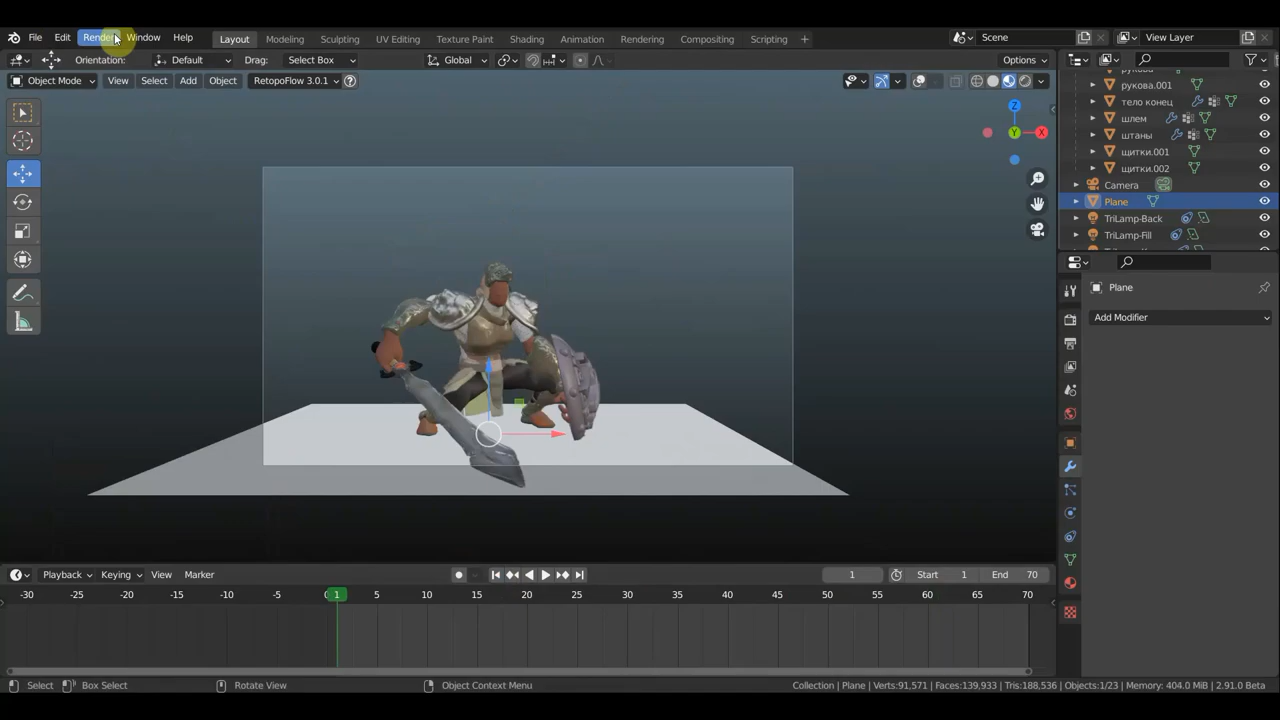 File Edit Render Window Help Layout Modeling Sculpting UV Editing Texture Paint Shading Animation Rendering Compositing Scripting + Scene View Layer
Orientation: Default Drag: Select Box Global Options
Object Mode View Select Add Object RetopoFlow 3.0.1
рукова.001
тело конец
шлем
штаны
щитки.001
щитки.002
Camera
Plane
TriLamp-Back
TriLamp-Fill
Z
Y
X
Plane
Add Modifier
Playback Keying View Marker 1 Start 1 End 70
-30 -25 -20 -15 -10 -5 1 5 10 15 20 25 30 35 40 45 50 55 60 65 70
Select Box Select Rotate View Object Context Menu Collection | Plane | Verts:91,571 | Faces:139,933 | Tris:188,536 | Objects:1/23 | Memory: 404.0 MiB | 2.91.0 Beta